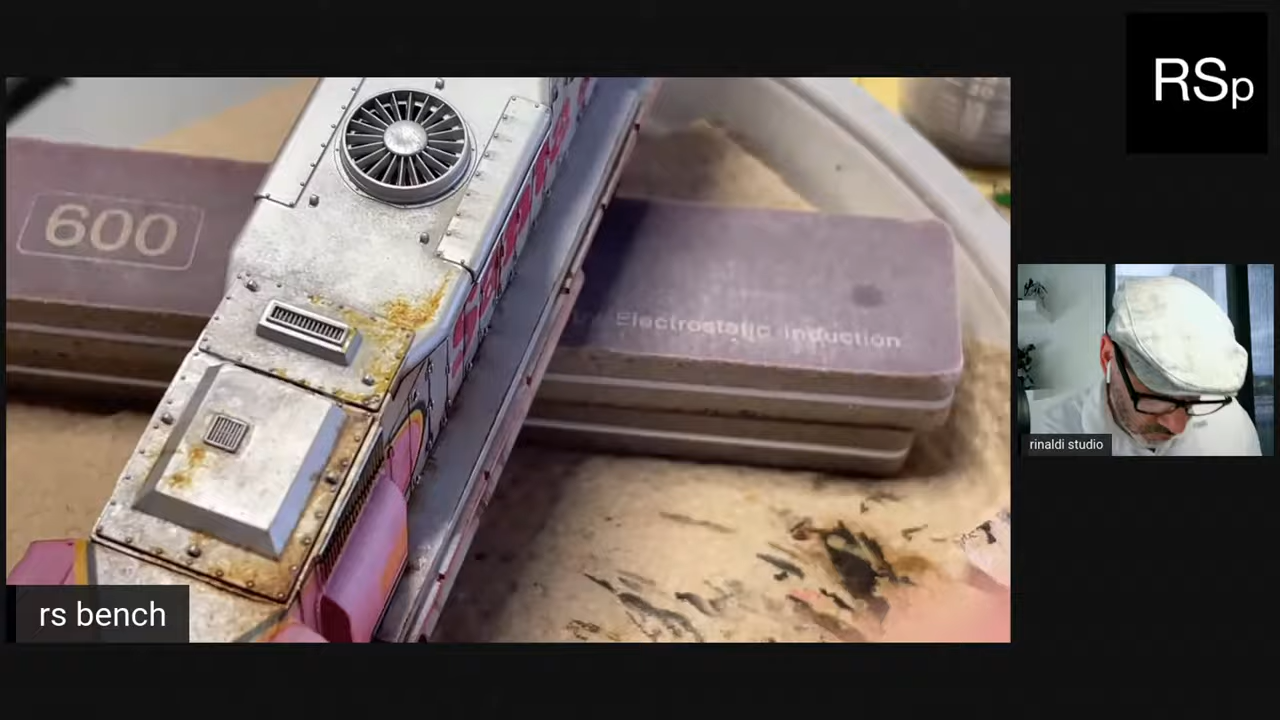 RSp
600
Electrostatic Induction
rinaldi studio
rs bench